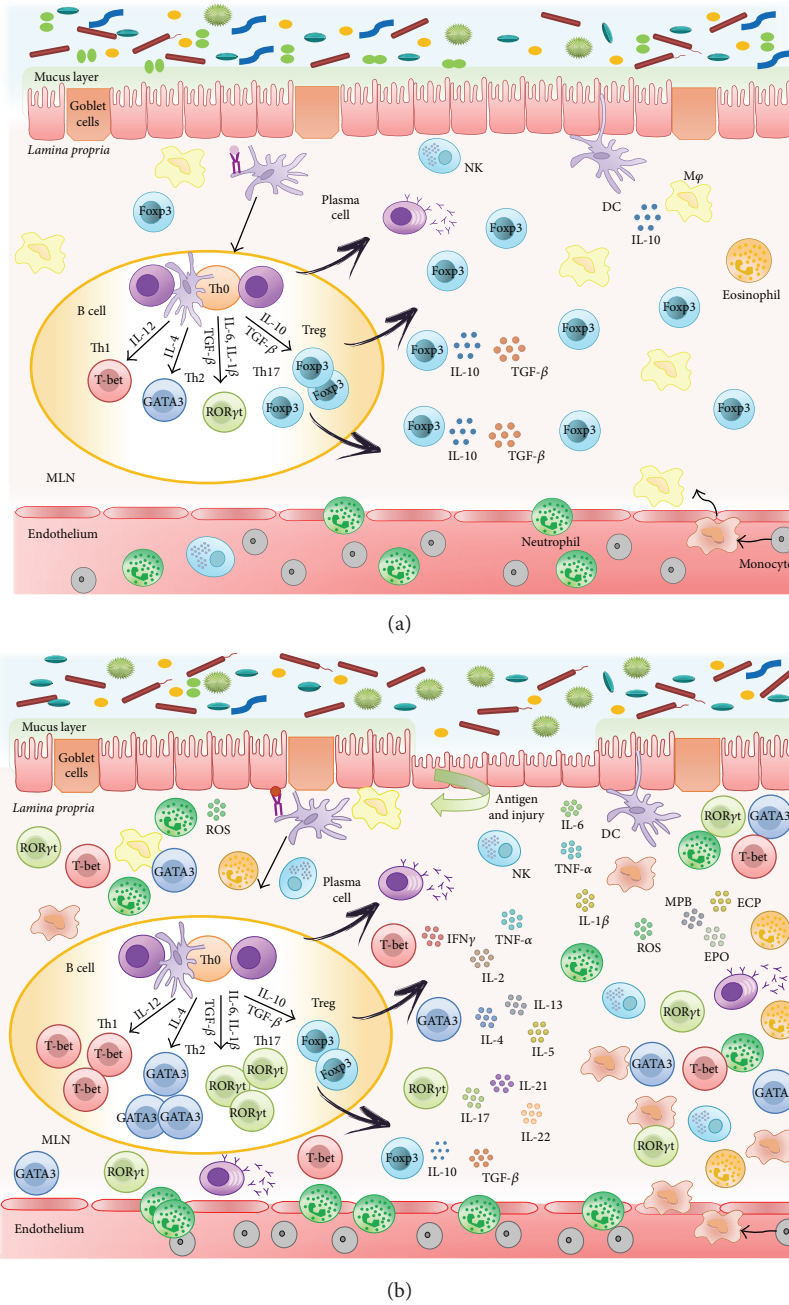 Mucus layer
Goblet
cells
Lamina propria
NK
Mφ
DC
IL-10
Plasma
cell
Foxp3
Foxp3
Foxp3
Eosinophil
B cell
Th0
IL-12
IL-4
TGF-β
IL-6, IL-1β
IL-10
TGF-β
Treg
Th1
Th2
Th17
T-bet
GATA3
RORγt
Foxp3
Foxp3
Foxp3
Foxp3
IL-10
TGF-β
Foxp3
Foxp3
Foxp3
IL-10
TGF-β
Foxp3
Foxp3
MLN
Endothelium
Neutrophil
Monocyt
(a)
Mucus layer
Goblet
cells
Lamina propria
Antigen
and injury
ROS
IL-6
DC
RORγt
GATA3
RORγt
T-bet
GATA3
NK
TNF-α
T-bet
Plasma
cell
IL-1β
MPB
ECP
T-bet
IFNγ
TNF-α
ROS
EPO
IL-2
B cell
Th0
IL-12
IL-4
TGF-β
IL-6, IL-1β
IL-10
TGF-β
Treg
Th1
Th2
Th17
T-bet
T-bet
T-bet
GATA3
GATA3
GATA3
RORγt
RORγt
RORγt
Foxp3
Foxp3
GATA3
IL-13
IL-4
IL-5
RORγt
GATA3
T-bet
RORγt
IL-21
IL-17
IL-22
GATA
RORγt
MLN
GATA3
RORγt
T-bet
Foxp3
IL-10
TGF-β
Endothelium
(b)